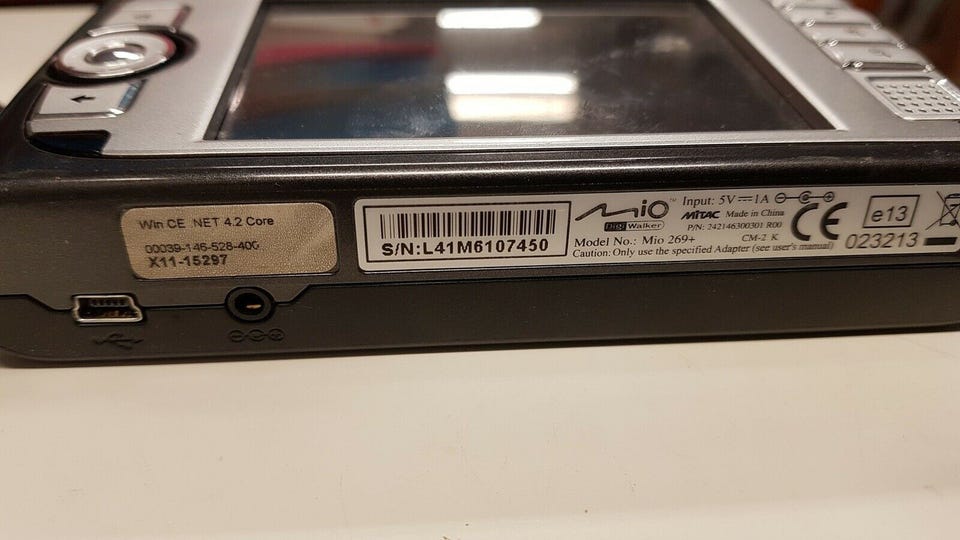 Win CE .NET 4.2 Core
00039-146-528-400
X11-15297
S/N:L41M6107450
Mio™
DigiWalker
Input: 5V⎓1A
MiTAC Made in China
P/N: 242146300301 R00
Model No.: Mio 269+
CM-2 K
Caution: Only use the specified Adapter (see user's manual)
CE
e13
023213